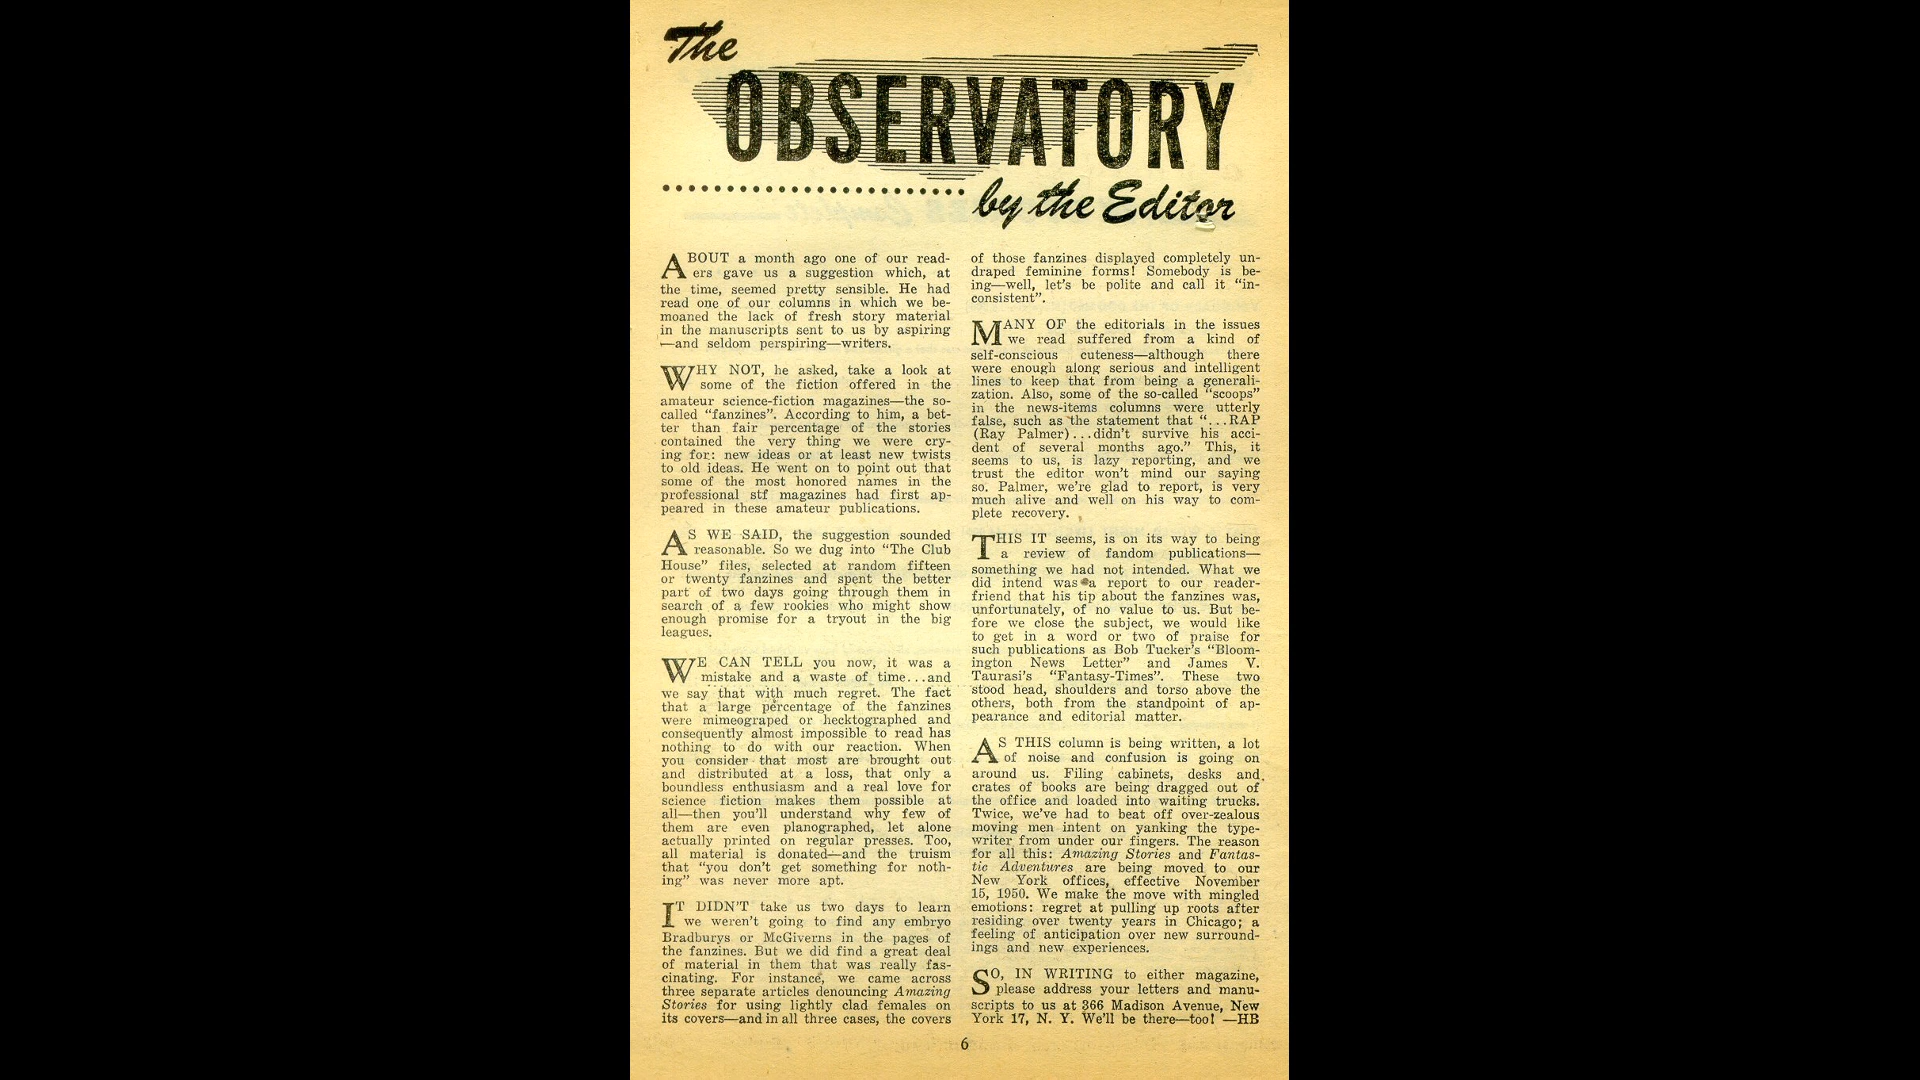 The
OBSERVATORY
by the Editor
ABOUT a month ago one of our read-
ers gave us a suggestion which, at
the time, seemed pretty sensible. He had
read one of our columns in which we be-
moaned the lack of fresh story material
in the manuscripts sent to us by aspiring
—and seldom perspiring—writers.
WHY NOT, he asked, take a look at
some of the fiction offered in the
amateur science-fiction magazines—the so-
called "fanzines". According to him, a bet-
ter than fair percentage of the stories
contained the very thing we were cry-
ing for: new ideas or at least new twists
to old ideas. He went on to point out that
some of the most honored names in the
professional stf magazines had first ap-
peared in these amateur publications.
AS WE SAID, the suggestion sounded
reasonable. So we dug into "The Club
House" files, selected at random fifteen
or twenty fanzines and spent the better
part of two days going through them in
search of a few rookies who might show
enough promise for a tryout in the big
leagues.
WE CAN TELL you now, it was a
mistake and a waste of time...and
we say that with much regret. The fact
that a large percentage of the fanzines
were mimeograped or hecktographed and
consequently almost impossible to read has
nothing to do with our reaction. When
you consider that most are brought out
and distributed at a loss, that only a
boundless enthusiasm and a real love for
science fiction makes them possible at
all—then you'll understand why few of
them are even planographed, let alone
actually printed on regular presses. Too,
all material is donated—and the truism
that "you don't get something for noth-
ing" was never more apt.
IT DIDN'T take us two days to learn
we weren't going to find any embryo
Bradburys or McGiverns in the pages of
the fanzines. But we did find a great deal
of material in them that was really fas-
cinating. For instance, we came across
three separate articles denouncing Amazing
Stories for using lightly clad females on
its covers—and in all three cases, the covers
of those fanzines displayed completely un-
draped feminine forms! Somebody is be-
ing—well, let's be polite and call it "in-
consistent".
MANY OF the editorials in the issues
we read suffered from a kind of
self-conscious cuteness—although there
were enough along serious and intelligent
lines to keep that from being a generali-
zation. Also, some of the so-called "scoops"
in the news-items columns were utterly
false, such as the statement that "...RAP
(Ray Palmer)...didn't survive his acci-
dent of several months ago." This, it
seems to us, is lazy reporting, and we
trust the editor won't mind our saying
so. Palmer, we're glad to report, is very
much alive and well on his way to com-
plete recovery.
THIS IT seems, is on its way to being
a review of fandom publications—
something we had not intended. What we
did intend was a report to our reader-
friend that his tip about the fanzines was,
unfortunately, of no value to us. But be-
fore we close the subject, we would like
to get in a word or two of praise for
such publications as Bob Tucker's "Bloom-
ington News Letter" and James V.
Taurasi's "Fantasy-Times". These two
stood head, shoulders and torso above the
others, both from the standpoint of ap-
pearance and editorial matter.
AS THIS column is being written, a lot
of noise and confusion is going on
around us. Filing cabinets, desks and
crates of books are being dragged out of
the office and loaded into waiting trucks.
Twice, we've had to beat off over-zealous
moving men intent on yanking the type-
writer from under our fingers. The reason
for all this: Amazing Stories and Fantas-
tic Adventures are being moved to our
New York offices, effective November
15, 1950. We make the move with mingled
emotions: regret at pulling up roots after
residing over twenty years in Chicago; a
feeling of anticipation over new surround-
ings and new experiences.
SO, IN WRITING to either magazine,
please address your letters and manu-
scripts to us at 366 Madison Avenue, New
York 17, N. Y. We'll be there—too! —HB
6